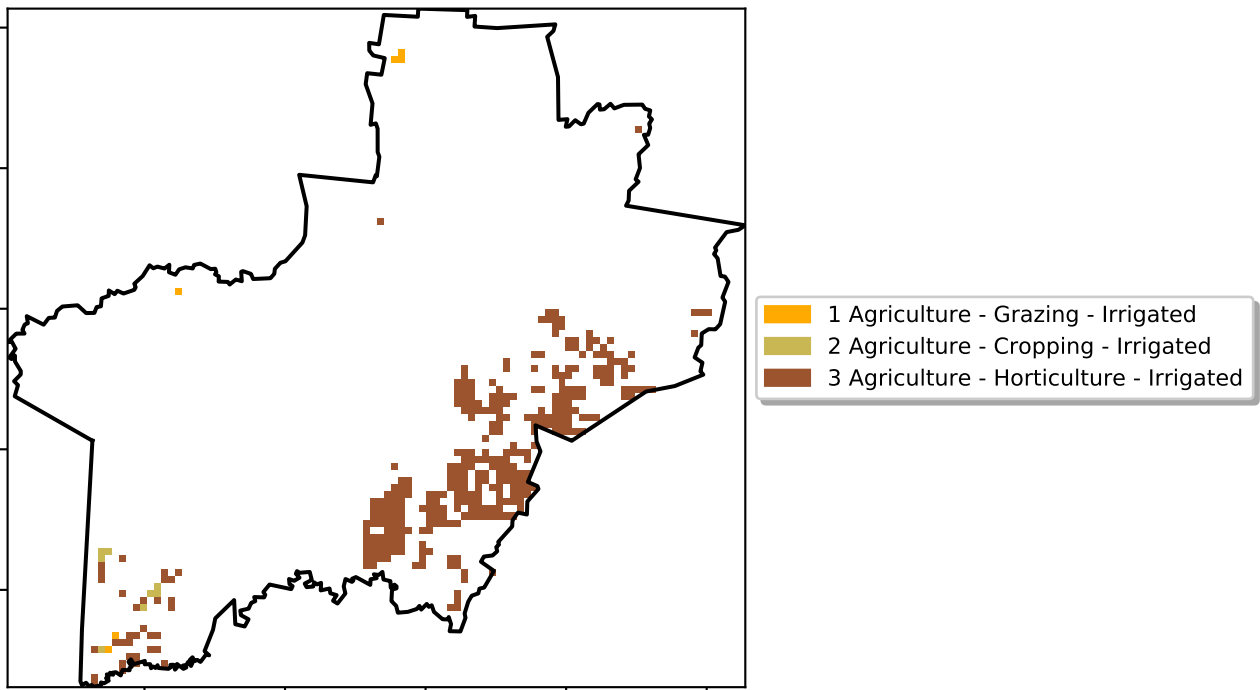 1 Agriculture - Grazing - Irrigated
2 Agriculture - Cropping - Irrigated
3 Agriculture - Horticulture - Irrigated